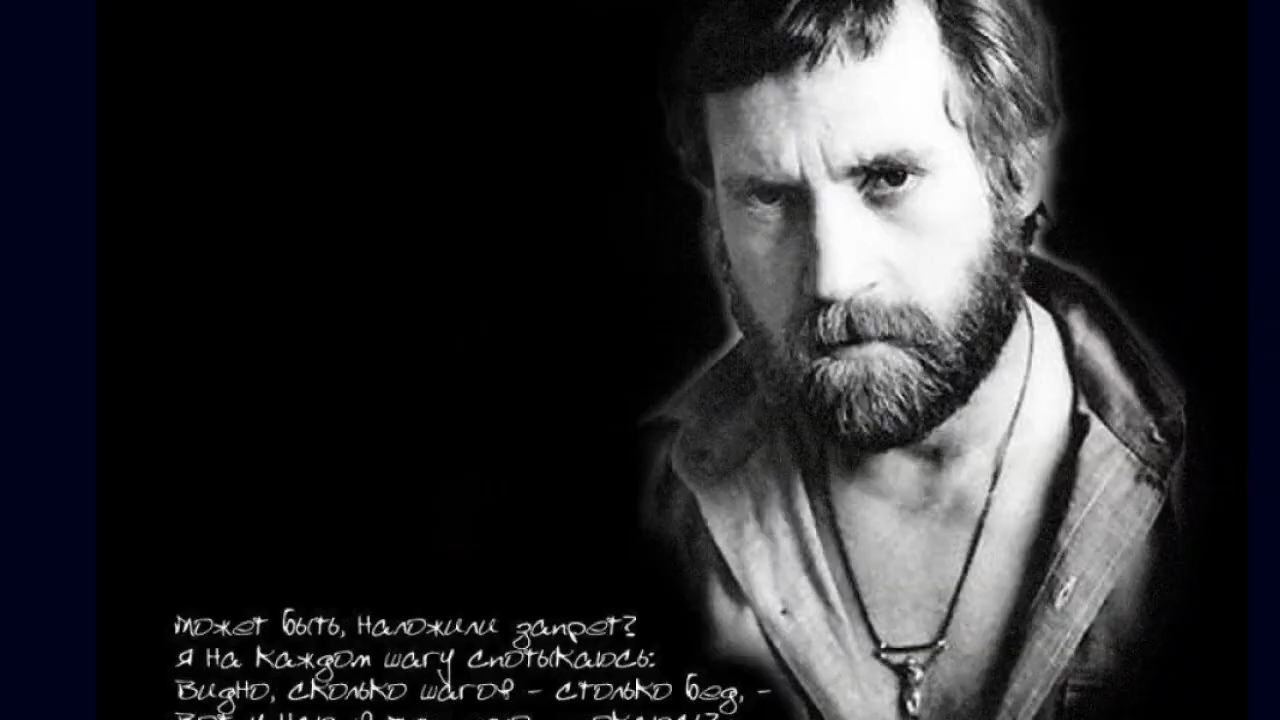 Может быть, наложили запрет?
Я на каждом шагу спотыкаюсь:
Видно, сколько шагов - столько бед, -